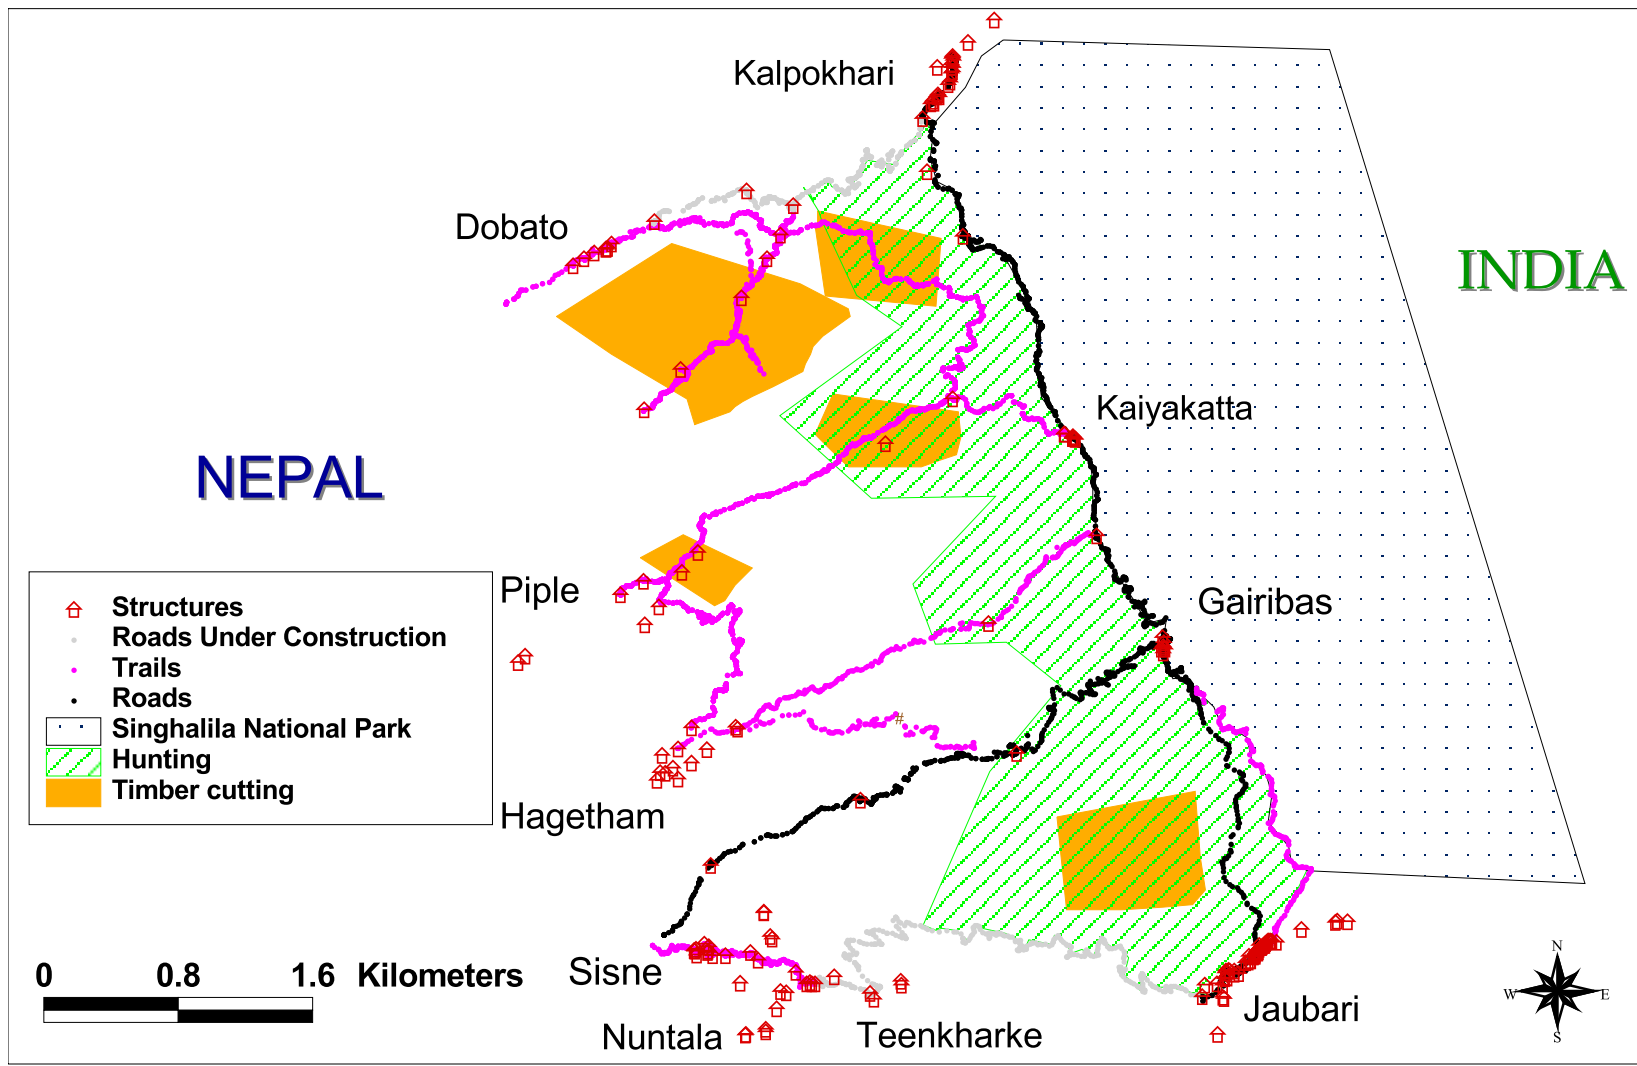 Kalpokhari
Dobato
INDIA
Kaiyakatta
NEPAL
Piple
Gairibas
Structures
Roads Under Construction
Trails
Roads
Singhalila National Park
Hunting
Timber cutting
#
Hagetham
0 0.8 1.6 Kilometers
Sisne
Jaubari
Nuntala
Teenkharke
N
W E
S